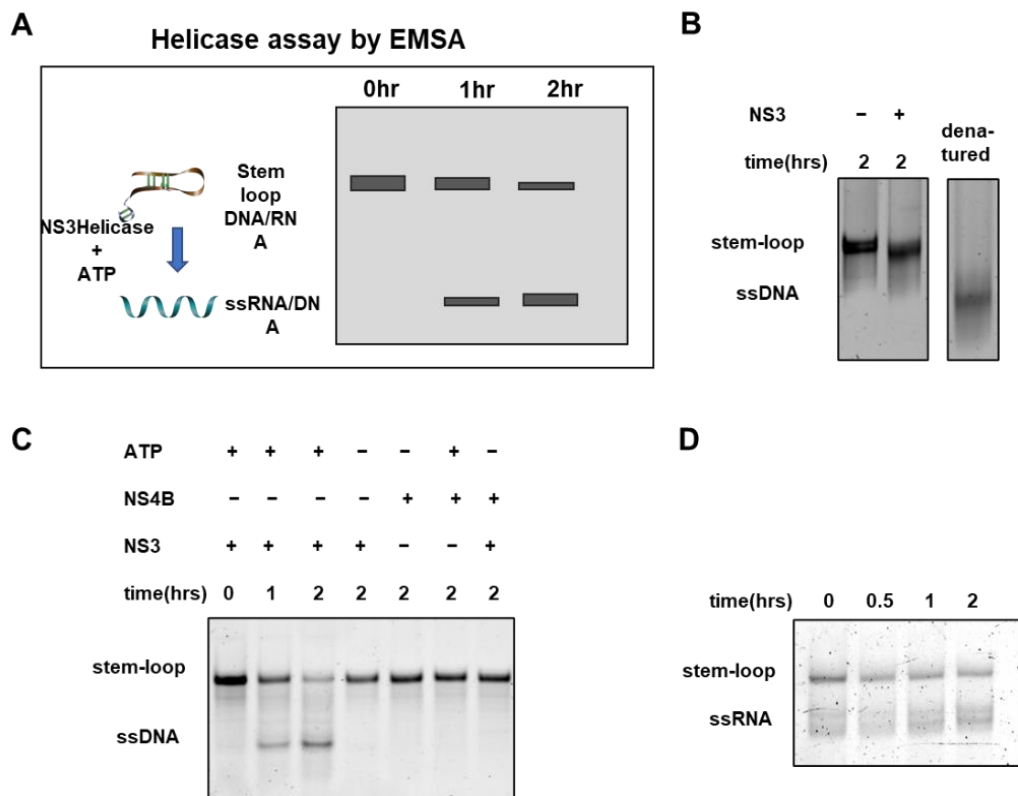 A
Helicase assay by EMSA
0hr 1hr 2hr
Stem
loop
DNA/RN
A
NS3Helicase
+
ATP
ssRNA/DN
A
B
NS3 – +
dena-
tured
time(hrs) 2 2
stem-loop
ssDNA
C
ATP + + + – – + –
NS4B – – – – + + +
NS3 + + + + – – +
time(hrs) 0 1 2 2 2 2 2
stem-loop
ssDNA
D
time(hrs) 0 0.5 1 2
stem-loop
ssRNA